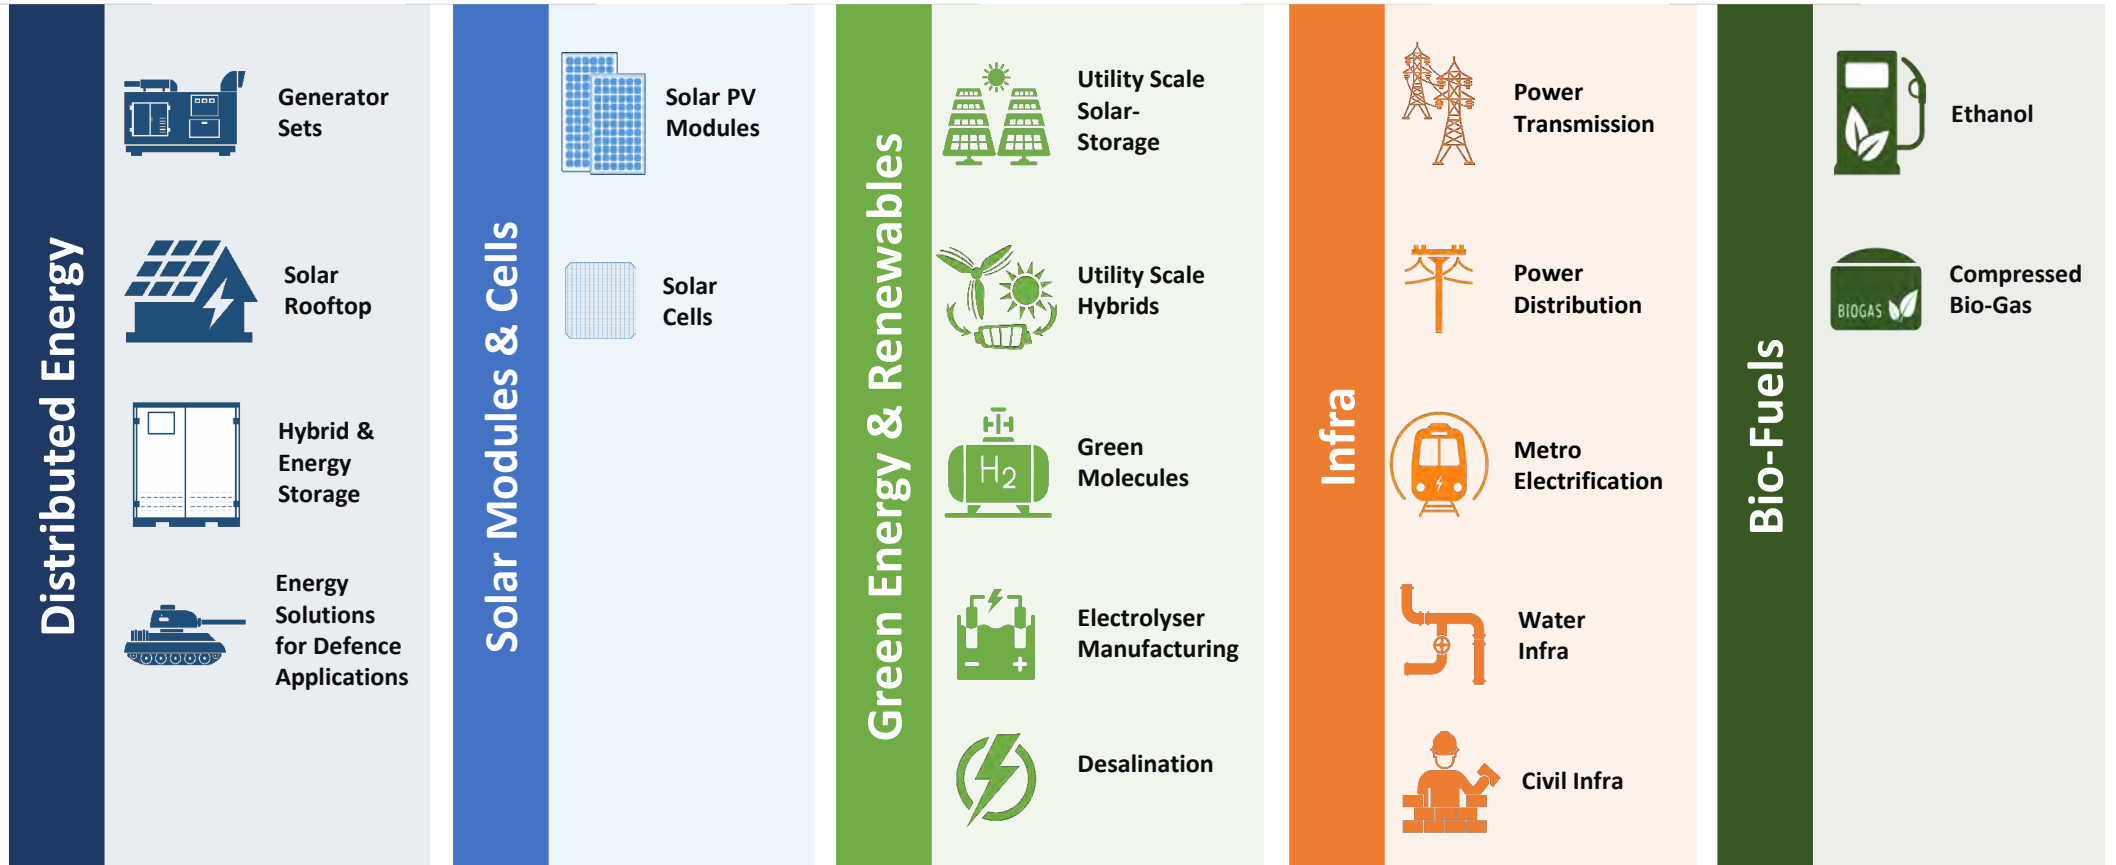 Distributed Energy
Generator
Sets
Solar
Rooftop
Hybrid &
Energy
Storage
Energy
Solutions
for Defence
Applications
Solar Modules & Cells
Solar PV
Modules
Solar
Cells
Green Energy & Renewables
Utility Scale
Solar-
Storage
Utility Scale
Hybrids
H2
Green
Molecules
Electrolyser
Manufacturing
Desalination
Infra
Power
Transmission
Power
Distribution
Metro
Electrification
Water
Infra
Civil Infra
Bio-Fuels
Ethanol
BIOGAS
Compressed
Bio-Gas